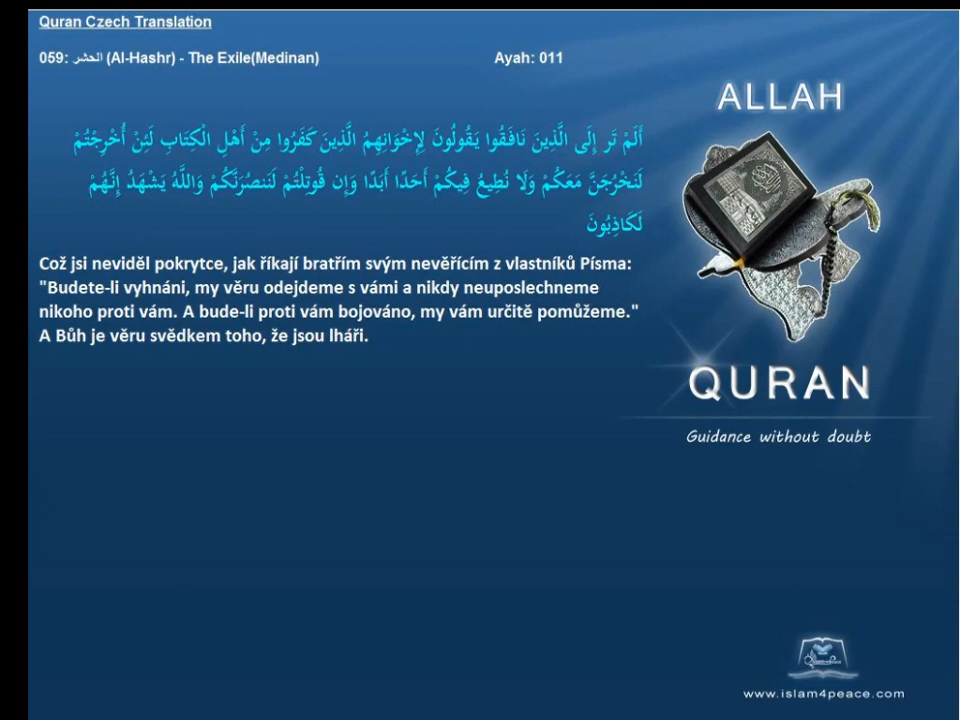 Quran Czech Translation
059: الحشر (Al-Hashr) - The Exile(Medinan) Ayah: 011
أَلَمْ تَر إِلَى الَّذِينَ نَافَقُوا يَقُولُونَ لِإِخْوَانِهِمُ الَّذِينَ كَفَرُوا مِنْ أَهْلِ الْكِتَابِ لَئِنْ أُخْرِجْتُمْ
لَنَخْرُجَنَّ مَعَكُمْ وَلَا نُطِيعُ فِيكُمْ أَحَدًا أَبَدًا وَإِن قُوتِلْتُمْ لَنَنصُرَنَّكُمْ وَاللَّهُ يَشْهَدُ إِنَّهُمْ
لَكَاذِبُونَ
Což jsi neviděl pokrytce, jak říkají bratřím svým nevěřícím z vlastníků Písma:
"Budete-li vyhnáni, my věru odejdeme s vámi a nikdy neuposlechneme
nikoho proti vám. A bude-li proti vám bojováno, my vám určitě pomůžeme."
A Bůh je věru svědkem toho, že jsou lháři.
ALLAH
QURAN
Guidance without doubt
www.islam4peace.com